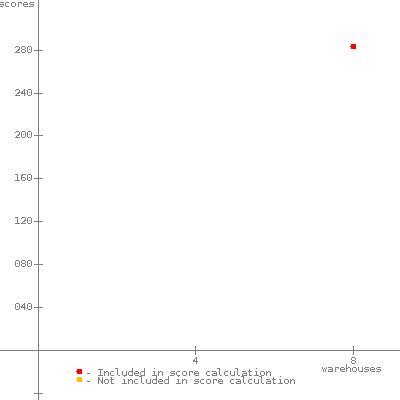 scores
280
240
200
160
120
080
040
4
8
warehouses
- Included in score calculation
- Not included in score calculation